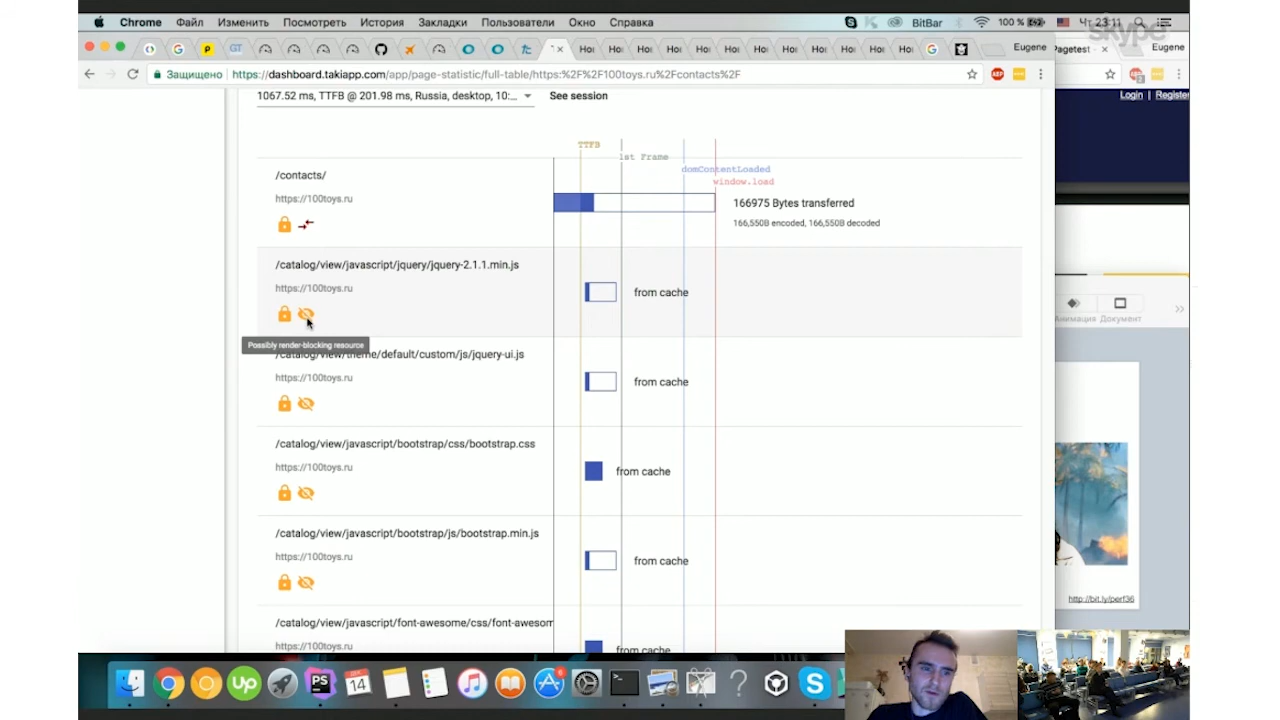 Chrome Файл Изменить Посмотреть История Закладки Пользователи Окно Справка BitBar 100 % Чт 23:11
skype
Eugene Pagetest Eugene
Защищено https://dashboard.takiapp.com/app/page-statistic/full-table/https:%2F%2F100toys.ru%2Fcontacts%2F
1067.52 ms, TTFB @ 201.98 ms, Russia, desktop, 10:... See session
Login | Register
TTFB
1st Frame
domContentLoaded
window.load
/contacts/
https://100toys.ru
166975 Bytes transferred
166,550B encoded, 166,550B decoded
/catalog/view/javascript/jquery/jquery-2.1.1.min.js
https://100toys.ru
from cache
Possibly render-blocking resource
/catalog/view/theme/default/custom/js/jquery-ui.js
https://100toys.ru
from cache
/catalog/view/javascript/bootstrap/css/bootstrap.css
https://100toys.ru
from cache
/catalog/view/javascript/bootstrap/js/bootstrap.min.js
https://100toys.ru
from cache
/catalog/view/javascript/font-awesome/css/font-awesom
https://100toys.ru
from cache
Анимация Документ
http://bit.ly/perf36